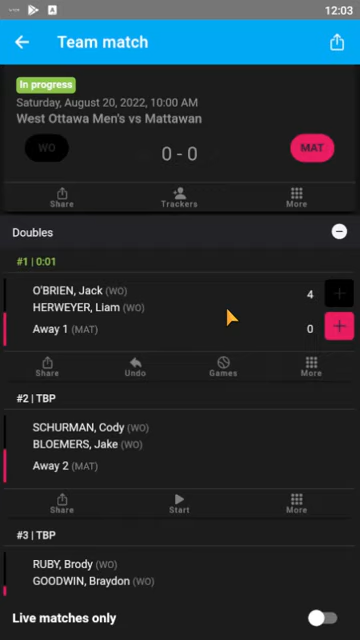 12:03
Team match
In progress
Saturday, August 20, 2022, 10:00 AM
West Ottawa Men's vs Mattawan
WO
0 - 0
MAT
Share
Trackers
More
Doubles
#1 | 0:01
O'BRIEN, Jack (WO)
4
HERWEYER, Liam (WO)
Away 1 (MAT)
0
Share
Undo
Games
More
#2 | TBP
SCHURMAN, Cody (WO)
BLOEMERS, Jake (WO)
Away 2 (MAT)
Share
Start
More
#3 | TBP
RUBY, Brody (WO)
GOODWIN, Braydon (WO)
Live matches only